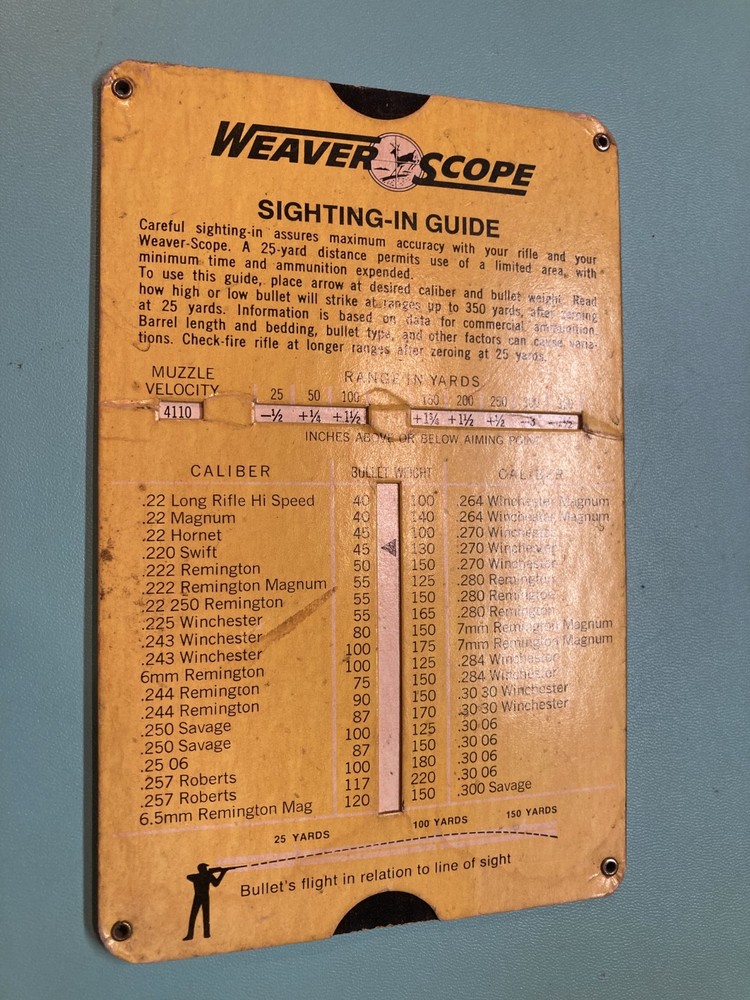 WEAVER SCOPE
SIGHTING-IN GUIDE
Careful sighting-in assures maximum accuracy with your rifle and your
Weaver-Scope. A 25-yard distance permits use of a limited area, with
minimum time and ammunition expended.
To use this guide, place arrow at desired caliber and bullet weight. Read
how high or low bullet will strike at ranges up to 350 yards, after zeroing
at 25 yards. Information is based on data for commercial ammunition.
Barrel length and bedding, bullet type, and other factors can cause varia-
tions. Check-fire rifle at longer ranges after zeroing at 25 yards.
MUZZLE
VELOCITY
RANGE IN YARDS
25 50 100 150 200 250 300
4110 —½ +¼ +1½ +1¾ +1½ +½ —3
INCHES ABOVE OR BELOW AIMING POINT
CALIBER BULLET WEIGHT CALIBER
.22 Long Rifle Hi Speed 40 100 .264 Winchester Magnum
.22 Magnum 40 140 .264 Winchester Magnum
.22 Hornet 45 100 .270 Winchester
.220 Swift 45 130 .270 Winchester
.222 Remington 50 150 .270 Winchester
.222 Remington Magnum 55 125 .280 Remington
.22 250 Remington 55 150 .280 Remington
.225 Winchester 55 165 .280 Remington
.243 Winchester 80 150 7mm Remington Magnum
.243 Winchester 100 175 7mm Remington Magnum
6mm Remington 100 125 .284 Winchester
.244 Remington 75 150 .284 Winchester
.244 Remington 90 150 .30 30 Winchester
.250 Savage 87 170 .30 30 Winchester
.250 Savage 100 125 .30 06
.25 06 87 150 .30 06
.257 Roberts 100 180 .30 06
.257 Roberts 117 220 .30 06
6.5mm Remington Mag 120 150 .300 Savage
25 YARDS 100 YARDS 150 YARDS
Bullet's flight in relation to line of sight